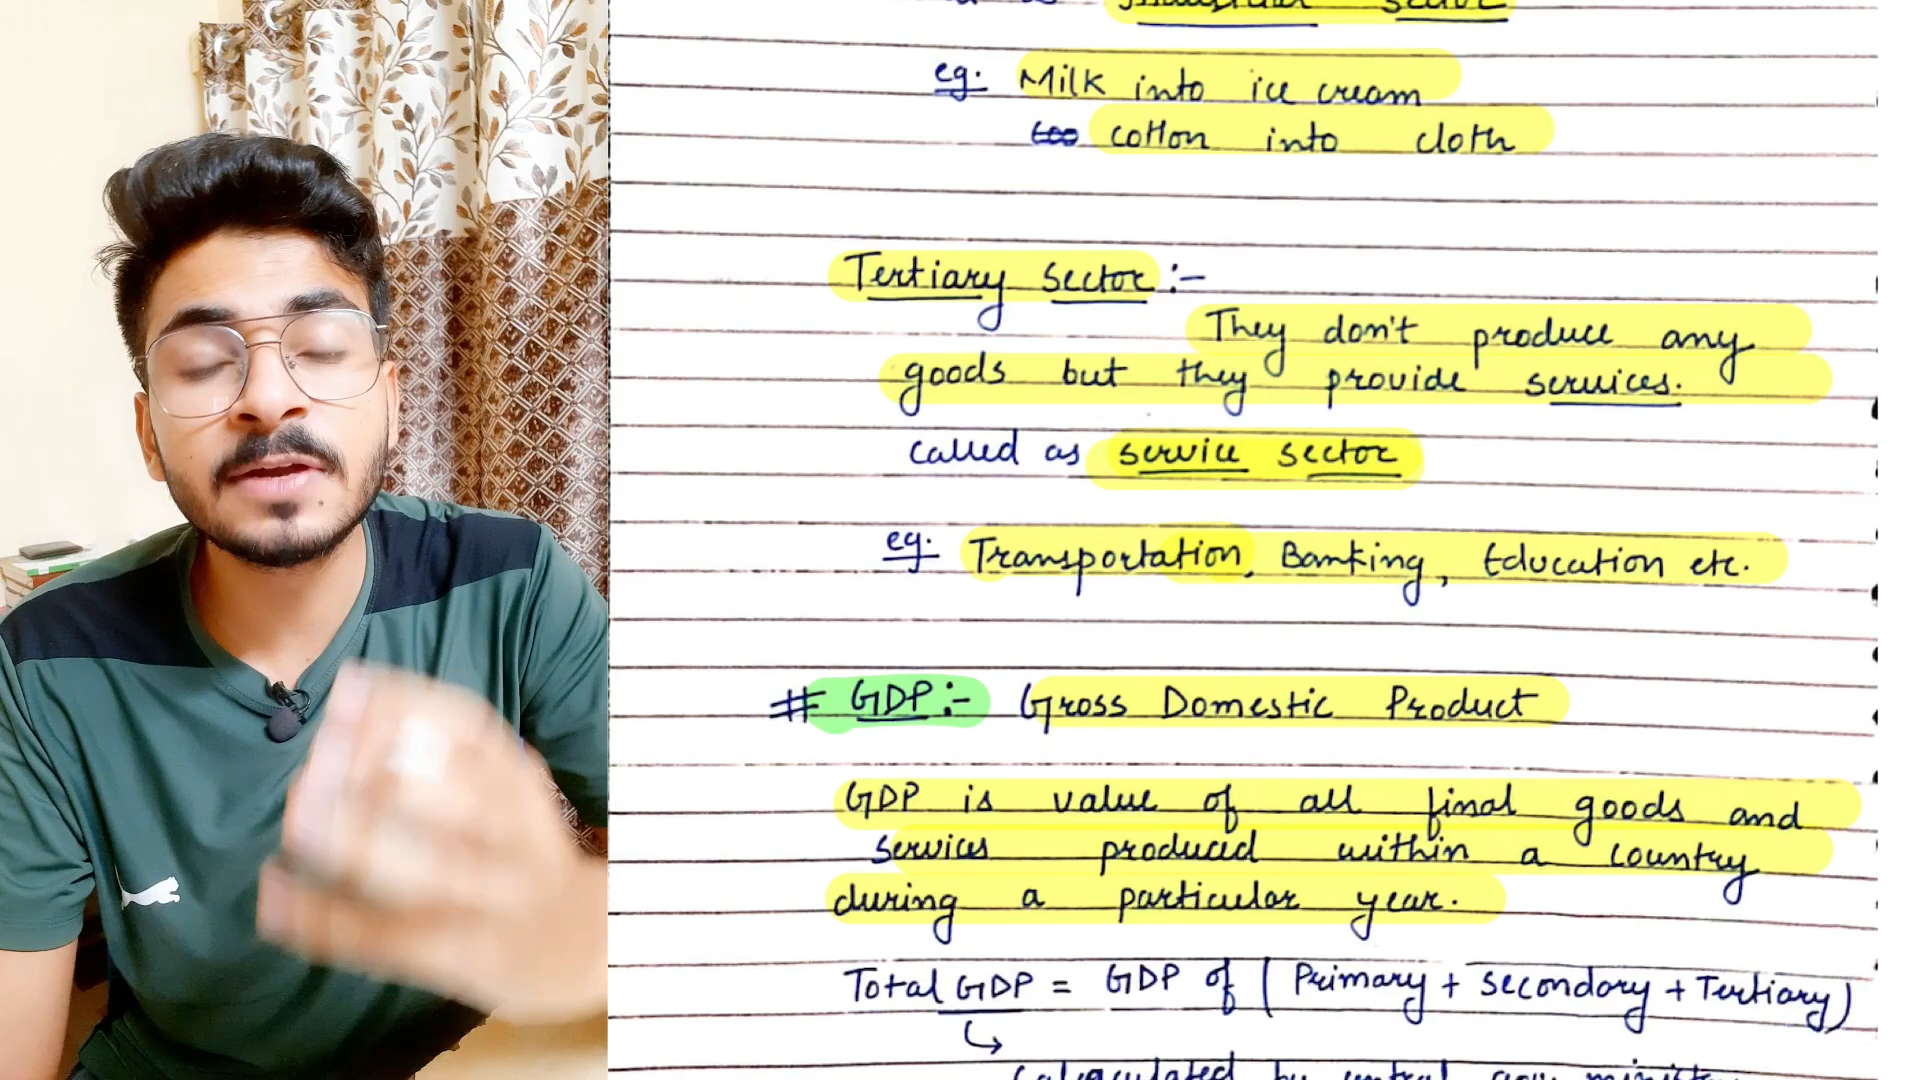 eg. Milk into ice cream
cotton into cloth
Tertiary Sector :-
They don't produce any
goods but they provide services.
called as service sector
eg. Transportation, Banking, Education etc.
# GDP :- Gross Domestic Product
GDP is value of all final goods and
services produced within a country
during a particular year.
Total GDP = GDP of (Primary + Secondary + Tertiary)